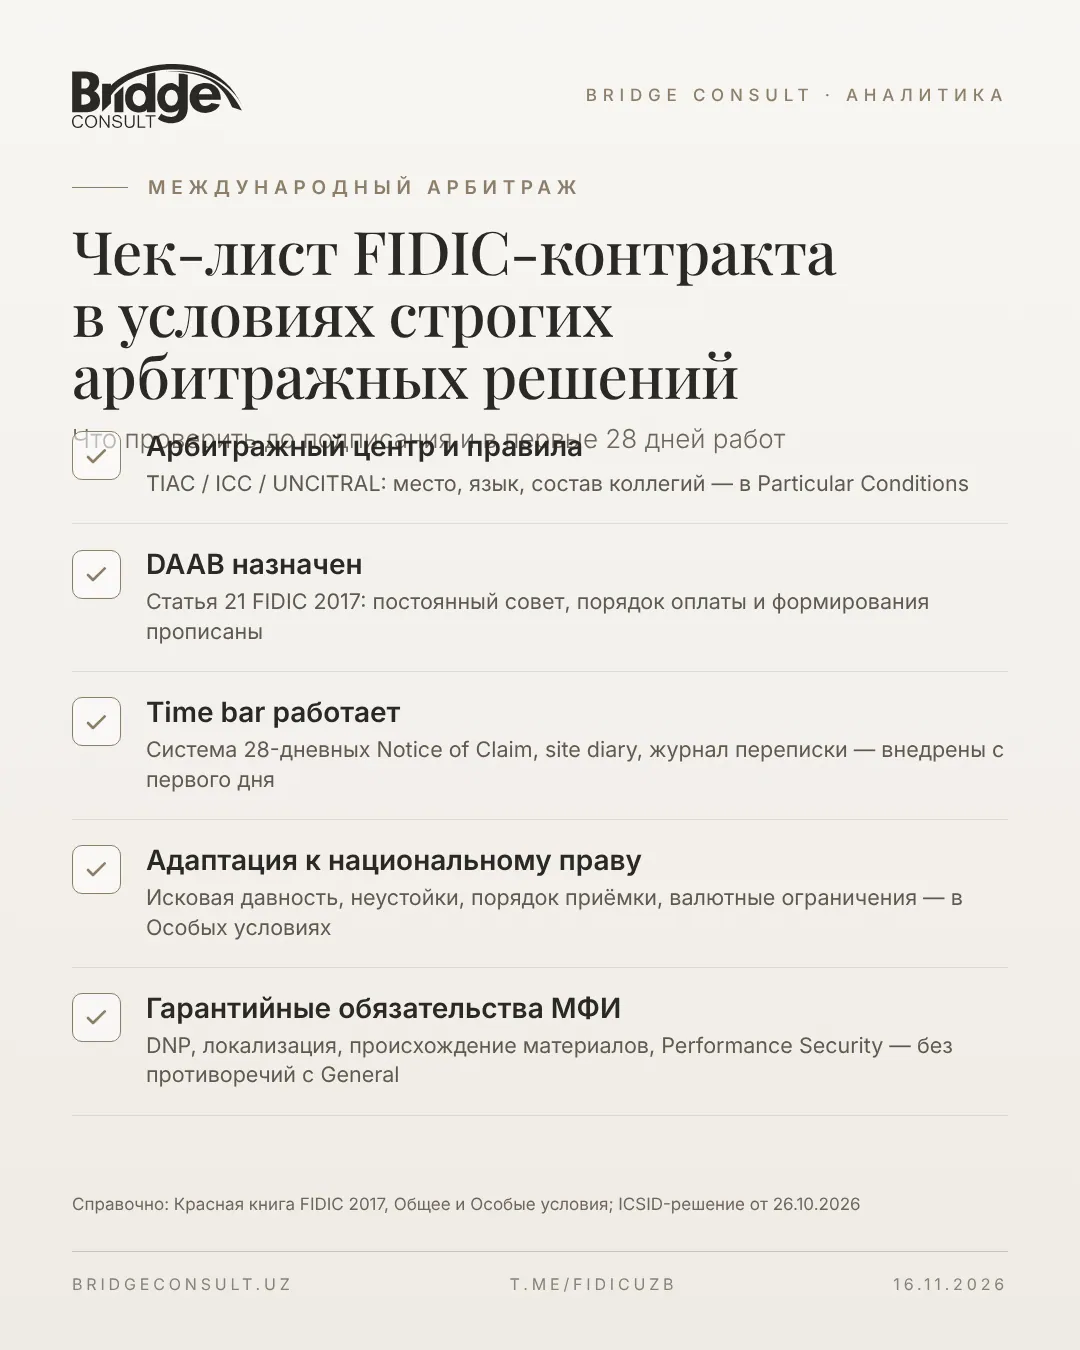 Bridge
CONSULT
BRIDGE CONSULT · АНАЛИТИКА
МЕЖДУНАРОДНЫЙ АРБИТРАЖ
Чек-лист FIDIC-контракта
в условиях строгих
арбитражных решений
Что проверить до подписания и в первые 28 дней работ
Арбитражный центр и правила
TIAC / ICC / UNCITRAL: место, язык, состав коллегий — в Particular Conditions
DAAB назначен
Статья 21 FIDIC 2017: постоянный совет, порядок оплаты и формирования
прописаны
Time bar работает
Система 28-дневных Notice of Claim, site diary, журнал переписки — внедрены с
первого дня
Адаптация к национальному праву
Исковая давность, неустойки, порядок приёмки, валютные ограничения — в
Особых условиях
Гарантийные обязательства МФИ
DNP, локализация, происхождение материалов, Performance Security — без
противоречий с General
Справочно: Красная книга FIDIC 2017, Общее и Особые условия; ICSID-решение от 26.10.2026
BRIDGECONSULT.UZ
T.ME/FIDICUZB
16.11.2026